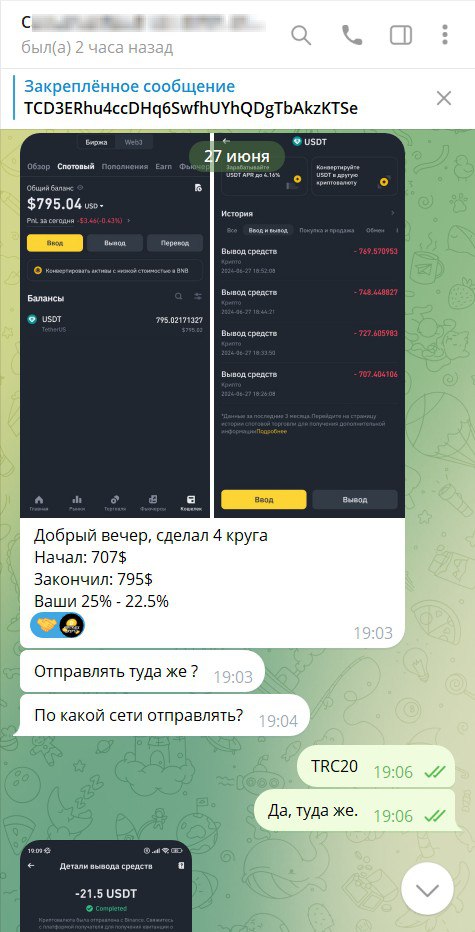 был(а) 2 часа назад
Закреплённое сообщение
TCD3ERhu4ccDHq6SwfhUYhQDgTbAkzKTSe
27 июня
Биржа Web3
Обзор Спотовый Пополнения Earn
Общий баланс
$795.04 USD
PnL за сегодня -$3.46(-0.43%)
Ввод Вывод Перевод
Конвертировать активы с низкой стоимостью в BNB
Балансы
USDT 795.02171327
TetherUS $795.02
Главная Рынки Торговля Фьючерсы Кошелек
USDT
Зарабатывайте
USDT APR до 4.16%
Конвертируйте
USDT в другую
криптовалюту
История
Все Ввод и вывод Покупка и продажа Обмен
Вывод средств - 769.570953
Крипто
2024-06-27 18:52:08
Вывод средств - 748.448827
Крипто
2024-06-27 18:44:21
Вывод средств - 727.605983
Крипто
2024-06-27 18:33:50
Вывод средств - 707.404106
Крипто
2024-06-27 18:26:08
*Данные за последние 3 месяца.Перейдите на страницу
истории спотовой торговли для получения дополнительной
информацииПодробнее
Ввод Вывод
Добрый вечер, сделал 4 круга
Начал: 707$
Закончил: 795$
Ваши 25% - 22.5%
19:03
Отправлять туда же ? 19:03
По какой сети отправлять? 19:04
TRC20 19:06
Да, туда же. 19:06
19:09
Детали вывода средств
-21.5 USDT
Completed
Криптовалюта была отправлена с Binance. Свяжитесь
с платформой получателя для получения квитанции о